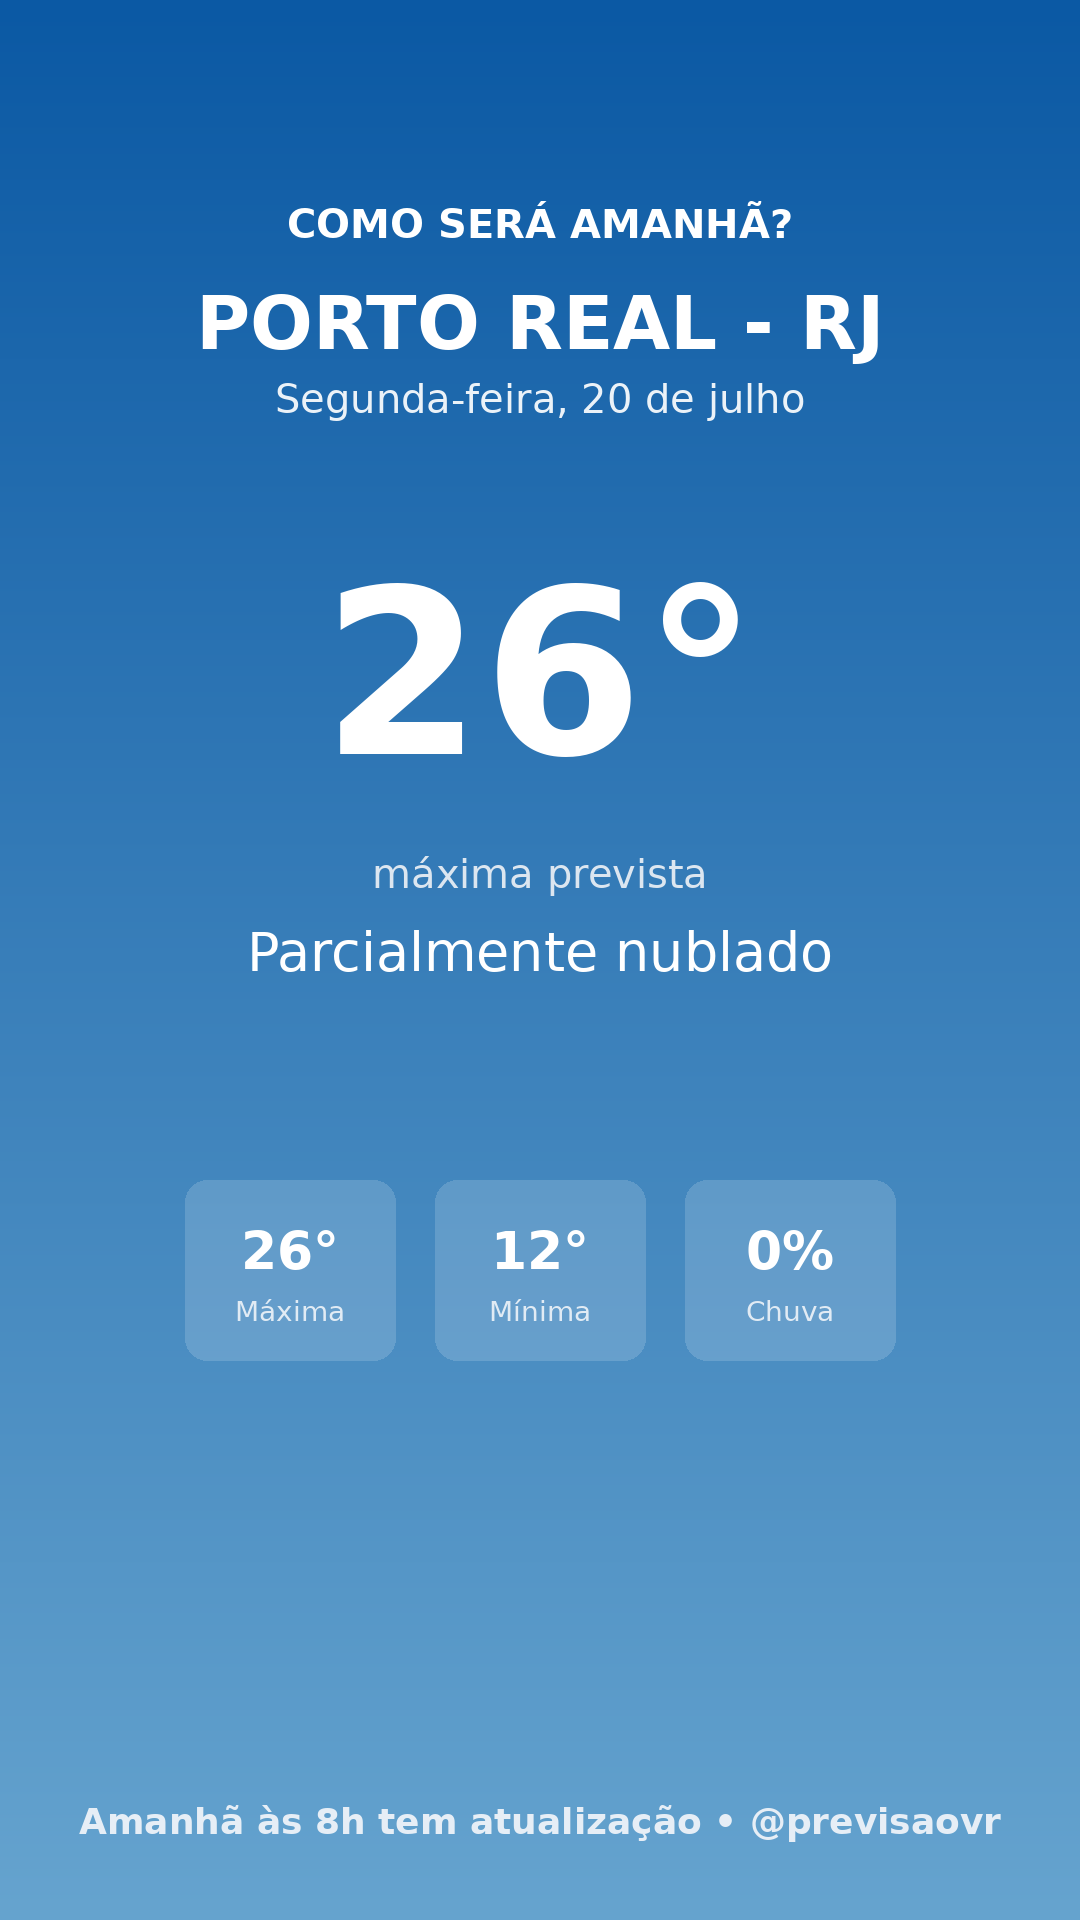 COMO SERÁ AMANHÃ?
PORTO REAL - RJ
Segunda-feira, 20 de julho
26°
máxima prevista
Parcialmente nublado
26° 12° 0%
Máxima Mínima Chuva
Amanhã às 8h tem atualização • @previsaovr